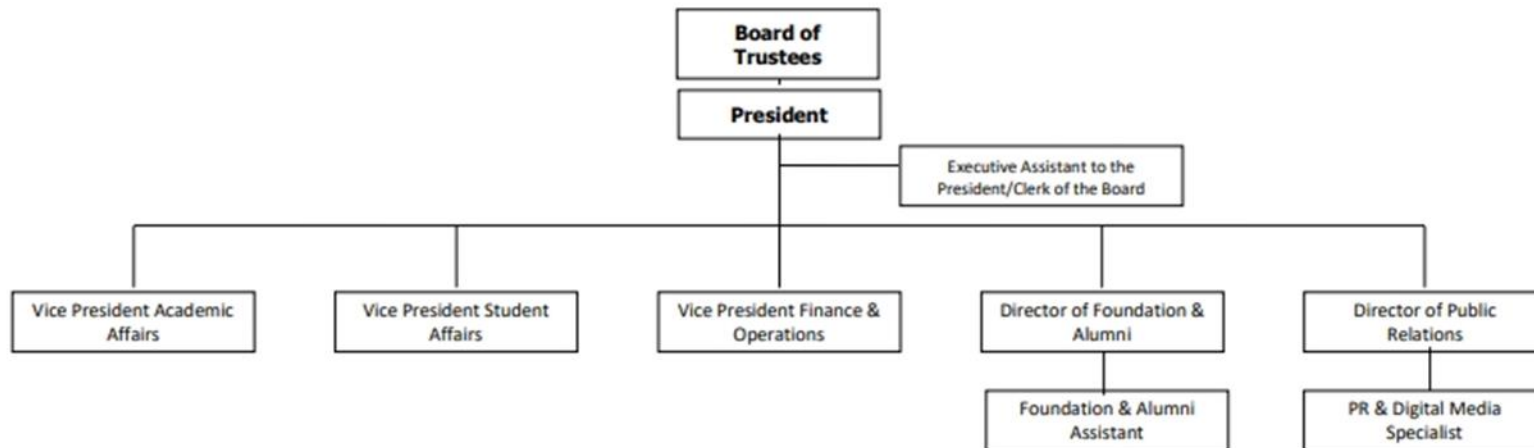 Board of
Trustees
President
Executive Assistant to the
President/Clerk of the Board
Vice President Academic
Affairs
Vice President Student
Affairs
Vice President Finance &
Operations
Director of Foundation &
Alumni
Director of Public
Relations
Foundation & Alumni
Assistant
PR & Digital Media
Specialist